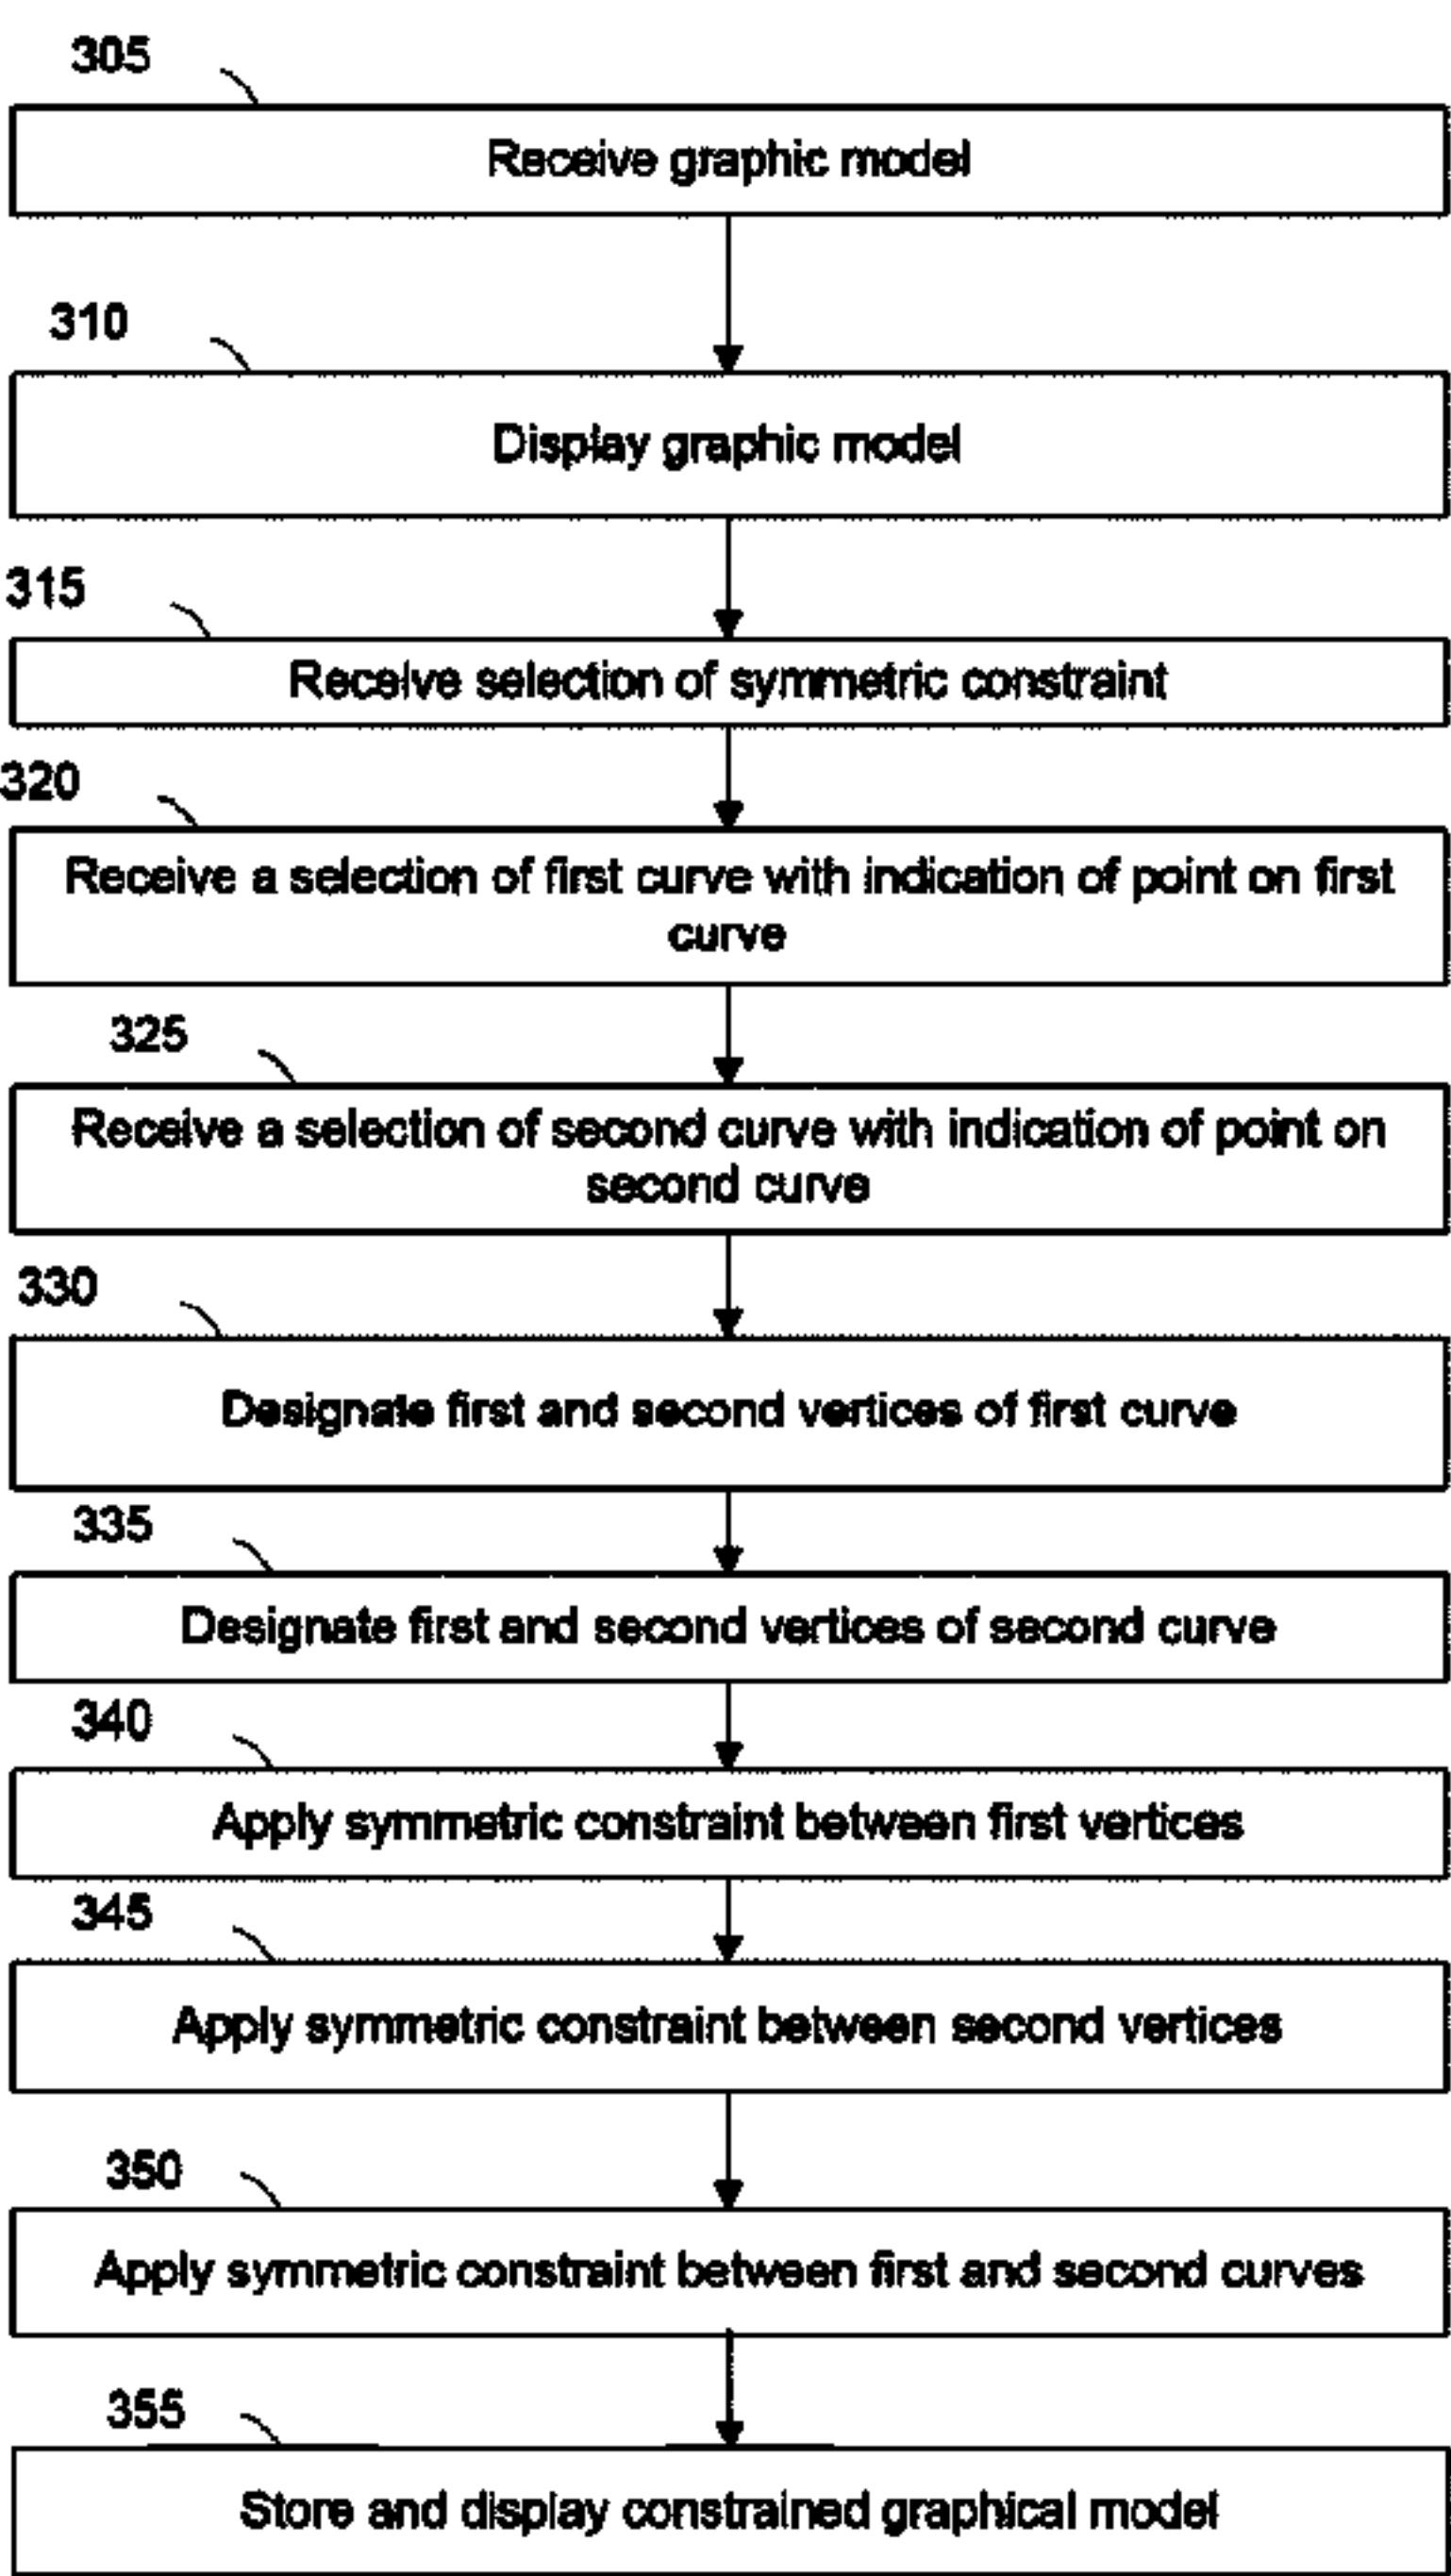 305
Receive graphic model
310
Display graphic model
315
Receive selection of symmetric constraint
320
Receive a selection of first curve with indication of point on first
curve
325
Receive a selection of second curve with indication of point on
second curve
330
Designate first and second vertices of first curve
335
Designate first and second vertices of second curve
340
Apply symmetric constraint between first vertices
345
Apply symmetric constraint between second vertices
350
Apply symmetric constraint between first and second curves
355
Store and display constrained graphical model